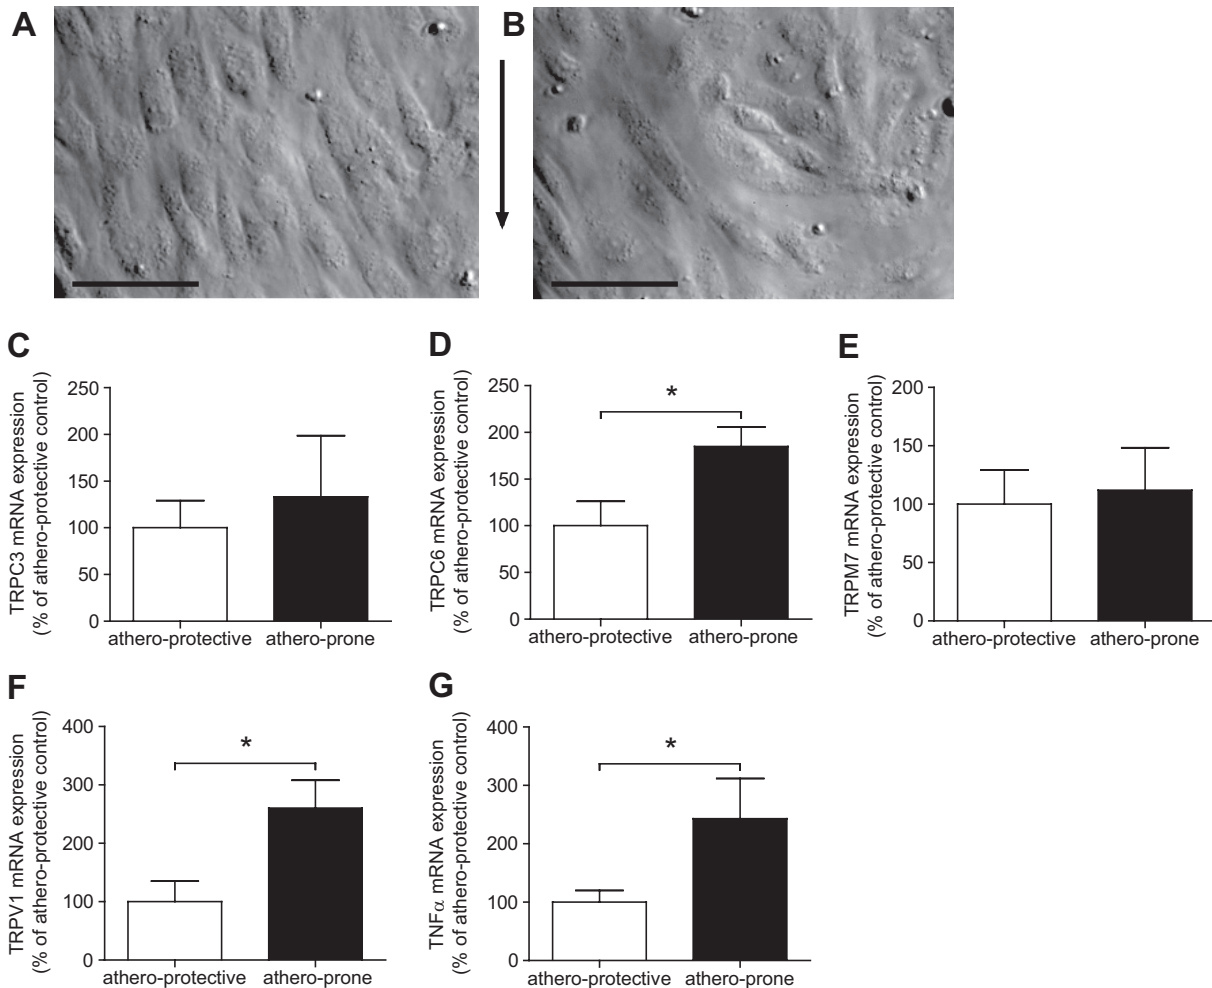 A
B
C
TRPC3 mRNA expression
(% of athero-protective control)
250
200
150
100
50
0
athero-protective athero-prone
D
TRPC6 mRNA expression
(% of athero-protective control)
250
200
150
100
50
0
*
athero-protective athero-prone
E
TRPM7 mRNA expression
(% of athero-protective control)
200
150
100
50
0
athero-protective athero-prone
F
TRPV1 mRNA expression
(% of athero-protective control)
400
300
200
100
0
*
athero-protective athero-prone
G
TNFα mRNA expression
(% of athero-protective control)
400
300
200
100
0
*
athero-protective athero-prone